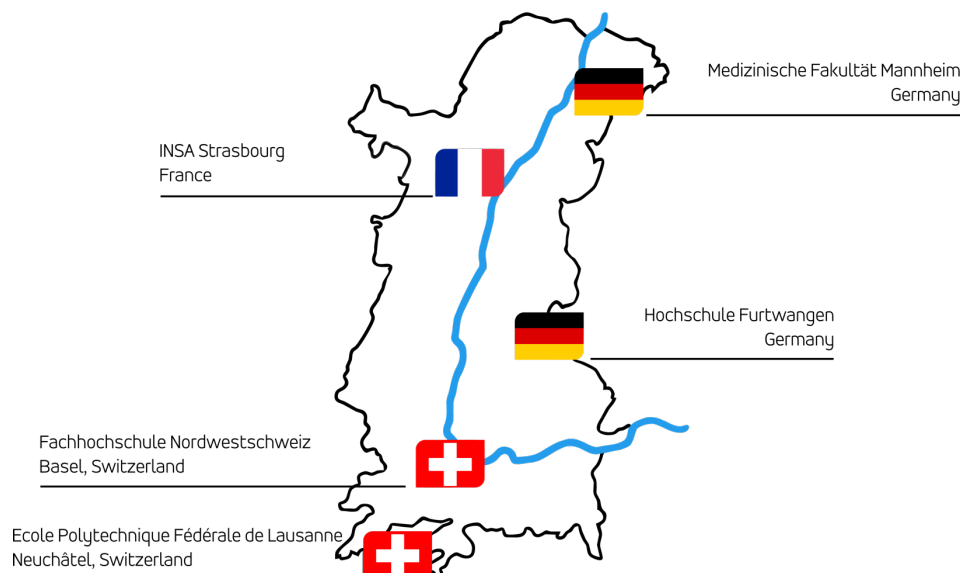 Medizinische Fakultät Mannheim
Germany
INSA Strasbourg
France
Hochschule Furtwangen
Germany
Fachhochschule Nordwestschweiz
Basel, Switzerland
Ecole Polytechnique Fédérale de Lausanne
Neuchâtel, Switzerland